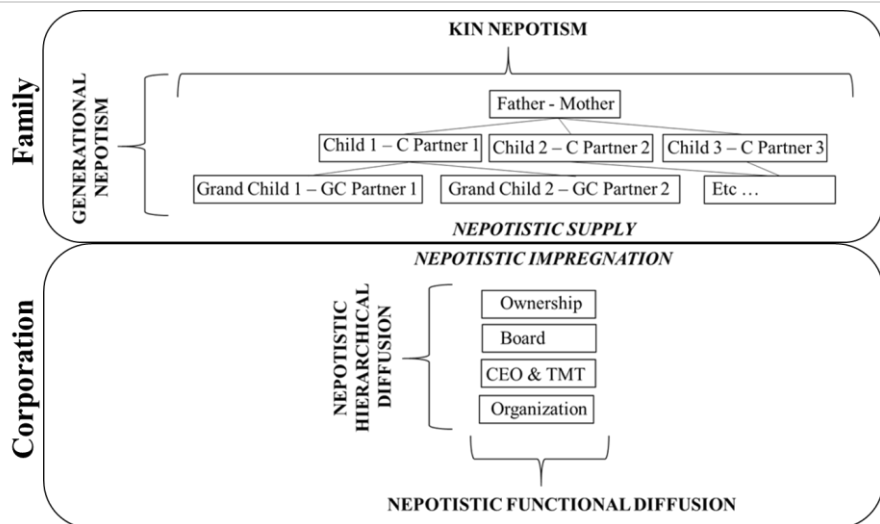 KIN NEPOTISM
Family
GENERATIONAL
NEPOTISM
Father - Mother
Child 1 – C Partner 1
Child 2 – C Partner 2
Child 3 – C Partner 3
Grand Child 1 – GC Partner 1
Grand Child 2 – GC Partner 2
Etc …
NEPOTISTIC SUPPLY
NEPOTISTIC IMPREGNATION
Corporation
NEPOTISTIC
HIERARCHICAL
DIFFUSION
Ownership
Board
CEO & TMT
Organization
NEPOTISTIC FUNCTIONAL DIFFUSION